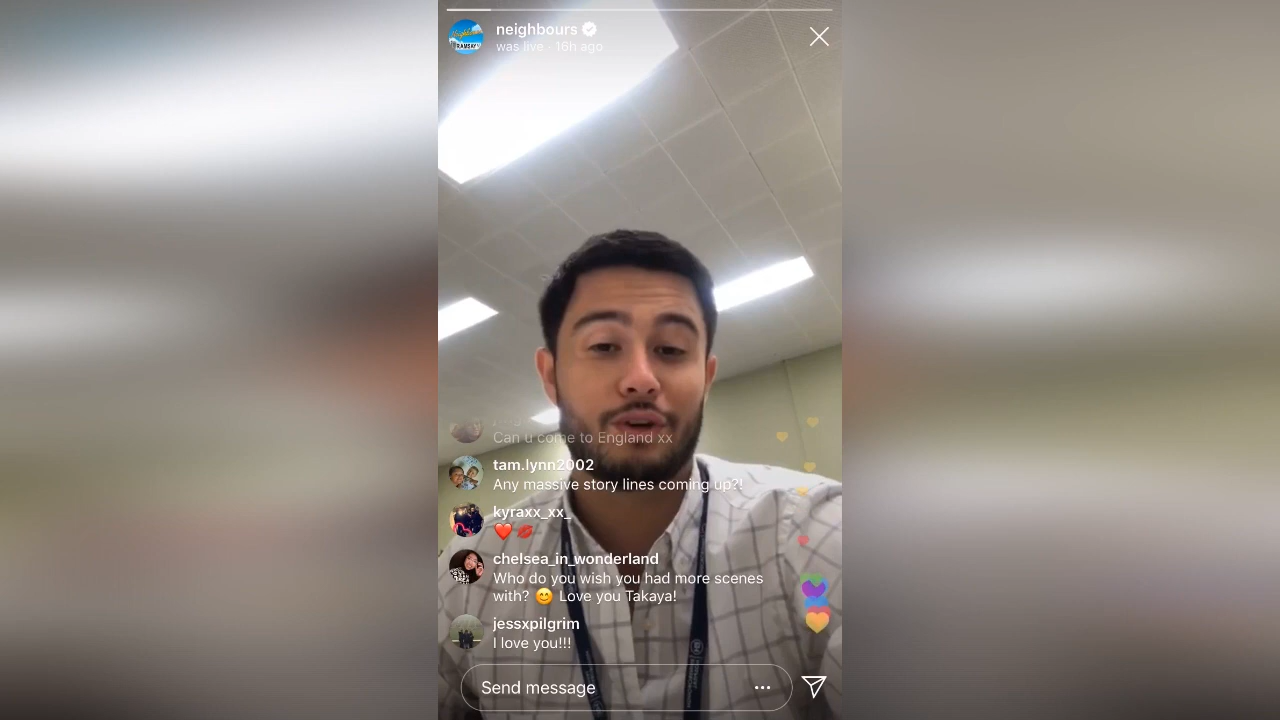 neighbours
was live · 16h ago
Can u come to England xx
tam.lynn2002
Any massive story lines coming up?!
kyraxx_xx_
❤️💋
chelsea_in_wonderland
Who do you wish you had more scenes
with? 😊 Love you Takaya!
jessxpilgrim
I love you!!!
Send message